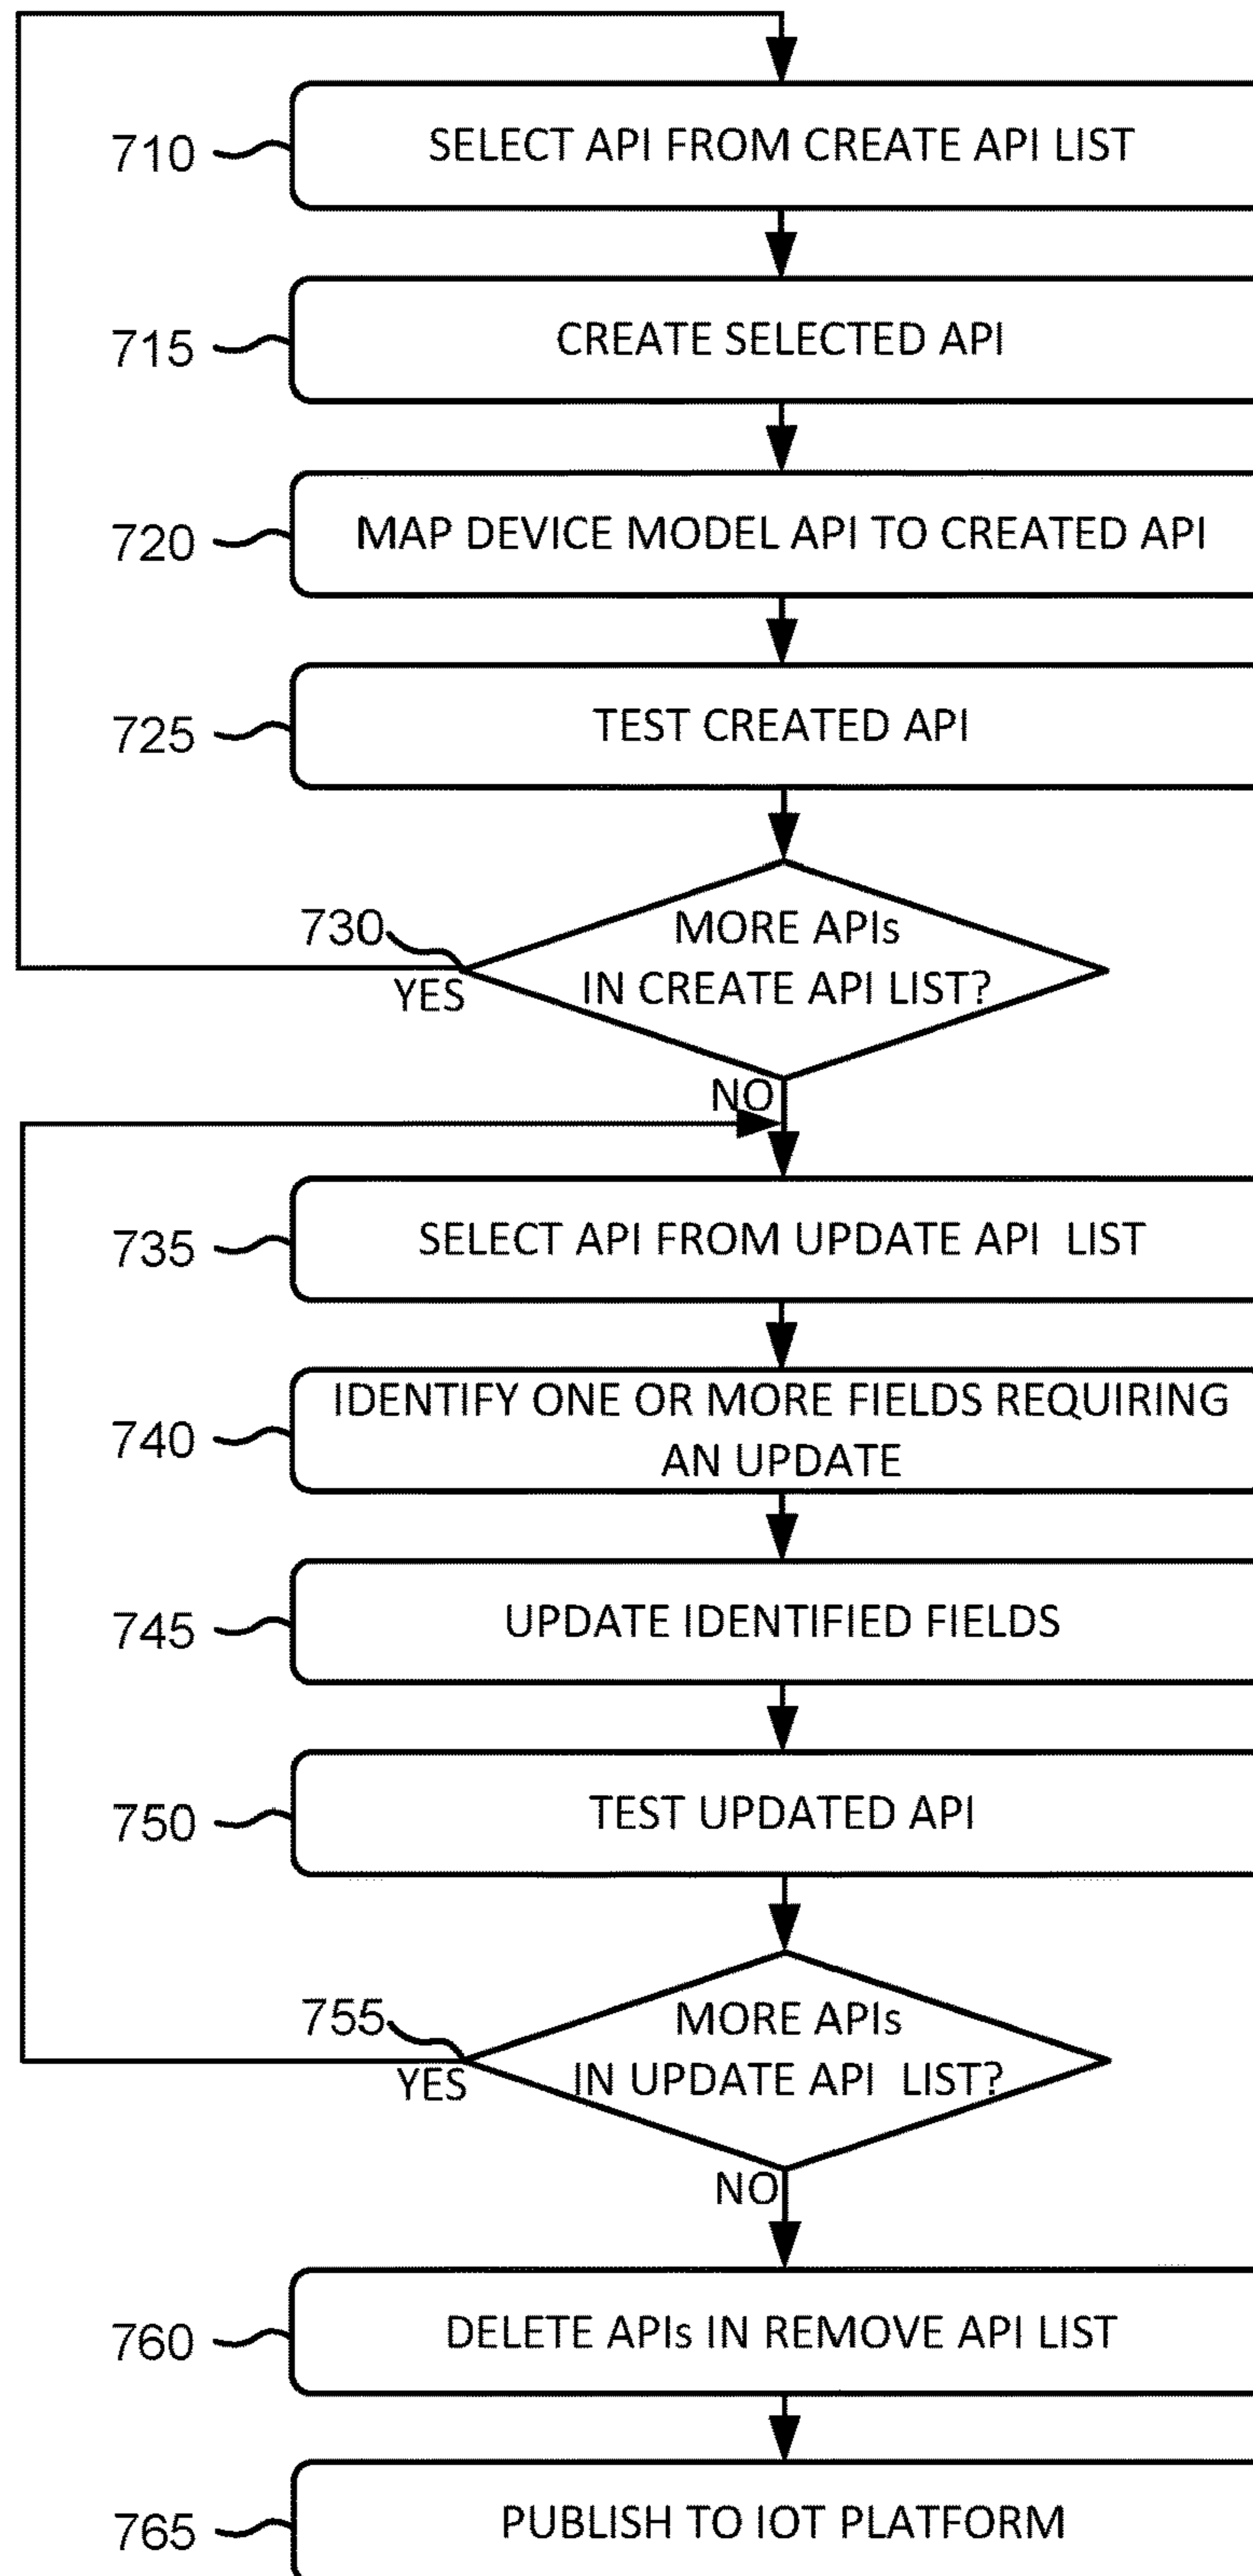 710
SELECT API FROM CREATE API LIST
715
CREATE SELECTED API
720
MAP DEVICE MODEL API TO CREATED API
725
TEST CREATED API
730
MORE APIs
IN CREATE API LIST?
YES
NO
735
SELECT API FROM UPDATE API LIST
740
IDENTIFY ONE OR MORE FIELDS REQUIRING
AN UPDATE
745
UPDATE IDENTIFIED FIELDS
750
TEST UPDATED API
755
MORE APIs
IN UPDATE API LIST?
YES
NO
760
DELETE APIs IN REMOVE API LIST
765
PUBLISH TO IOT PLATFORM